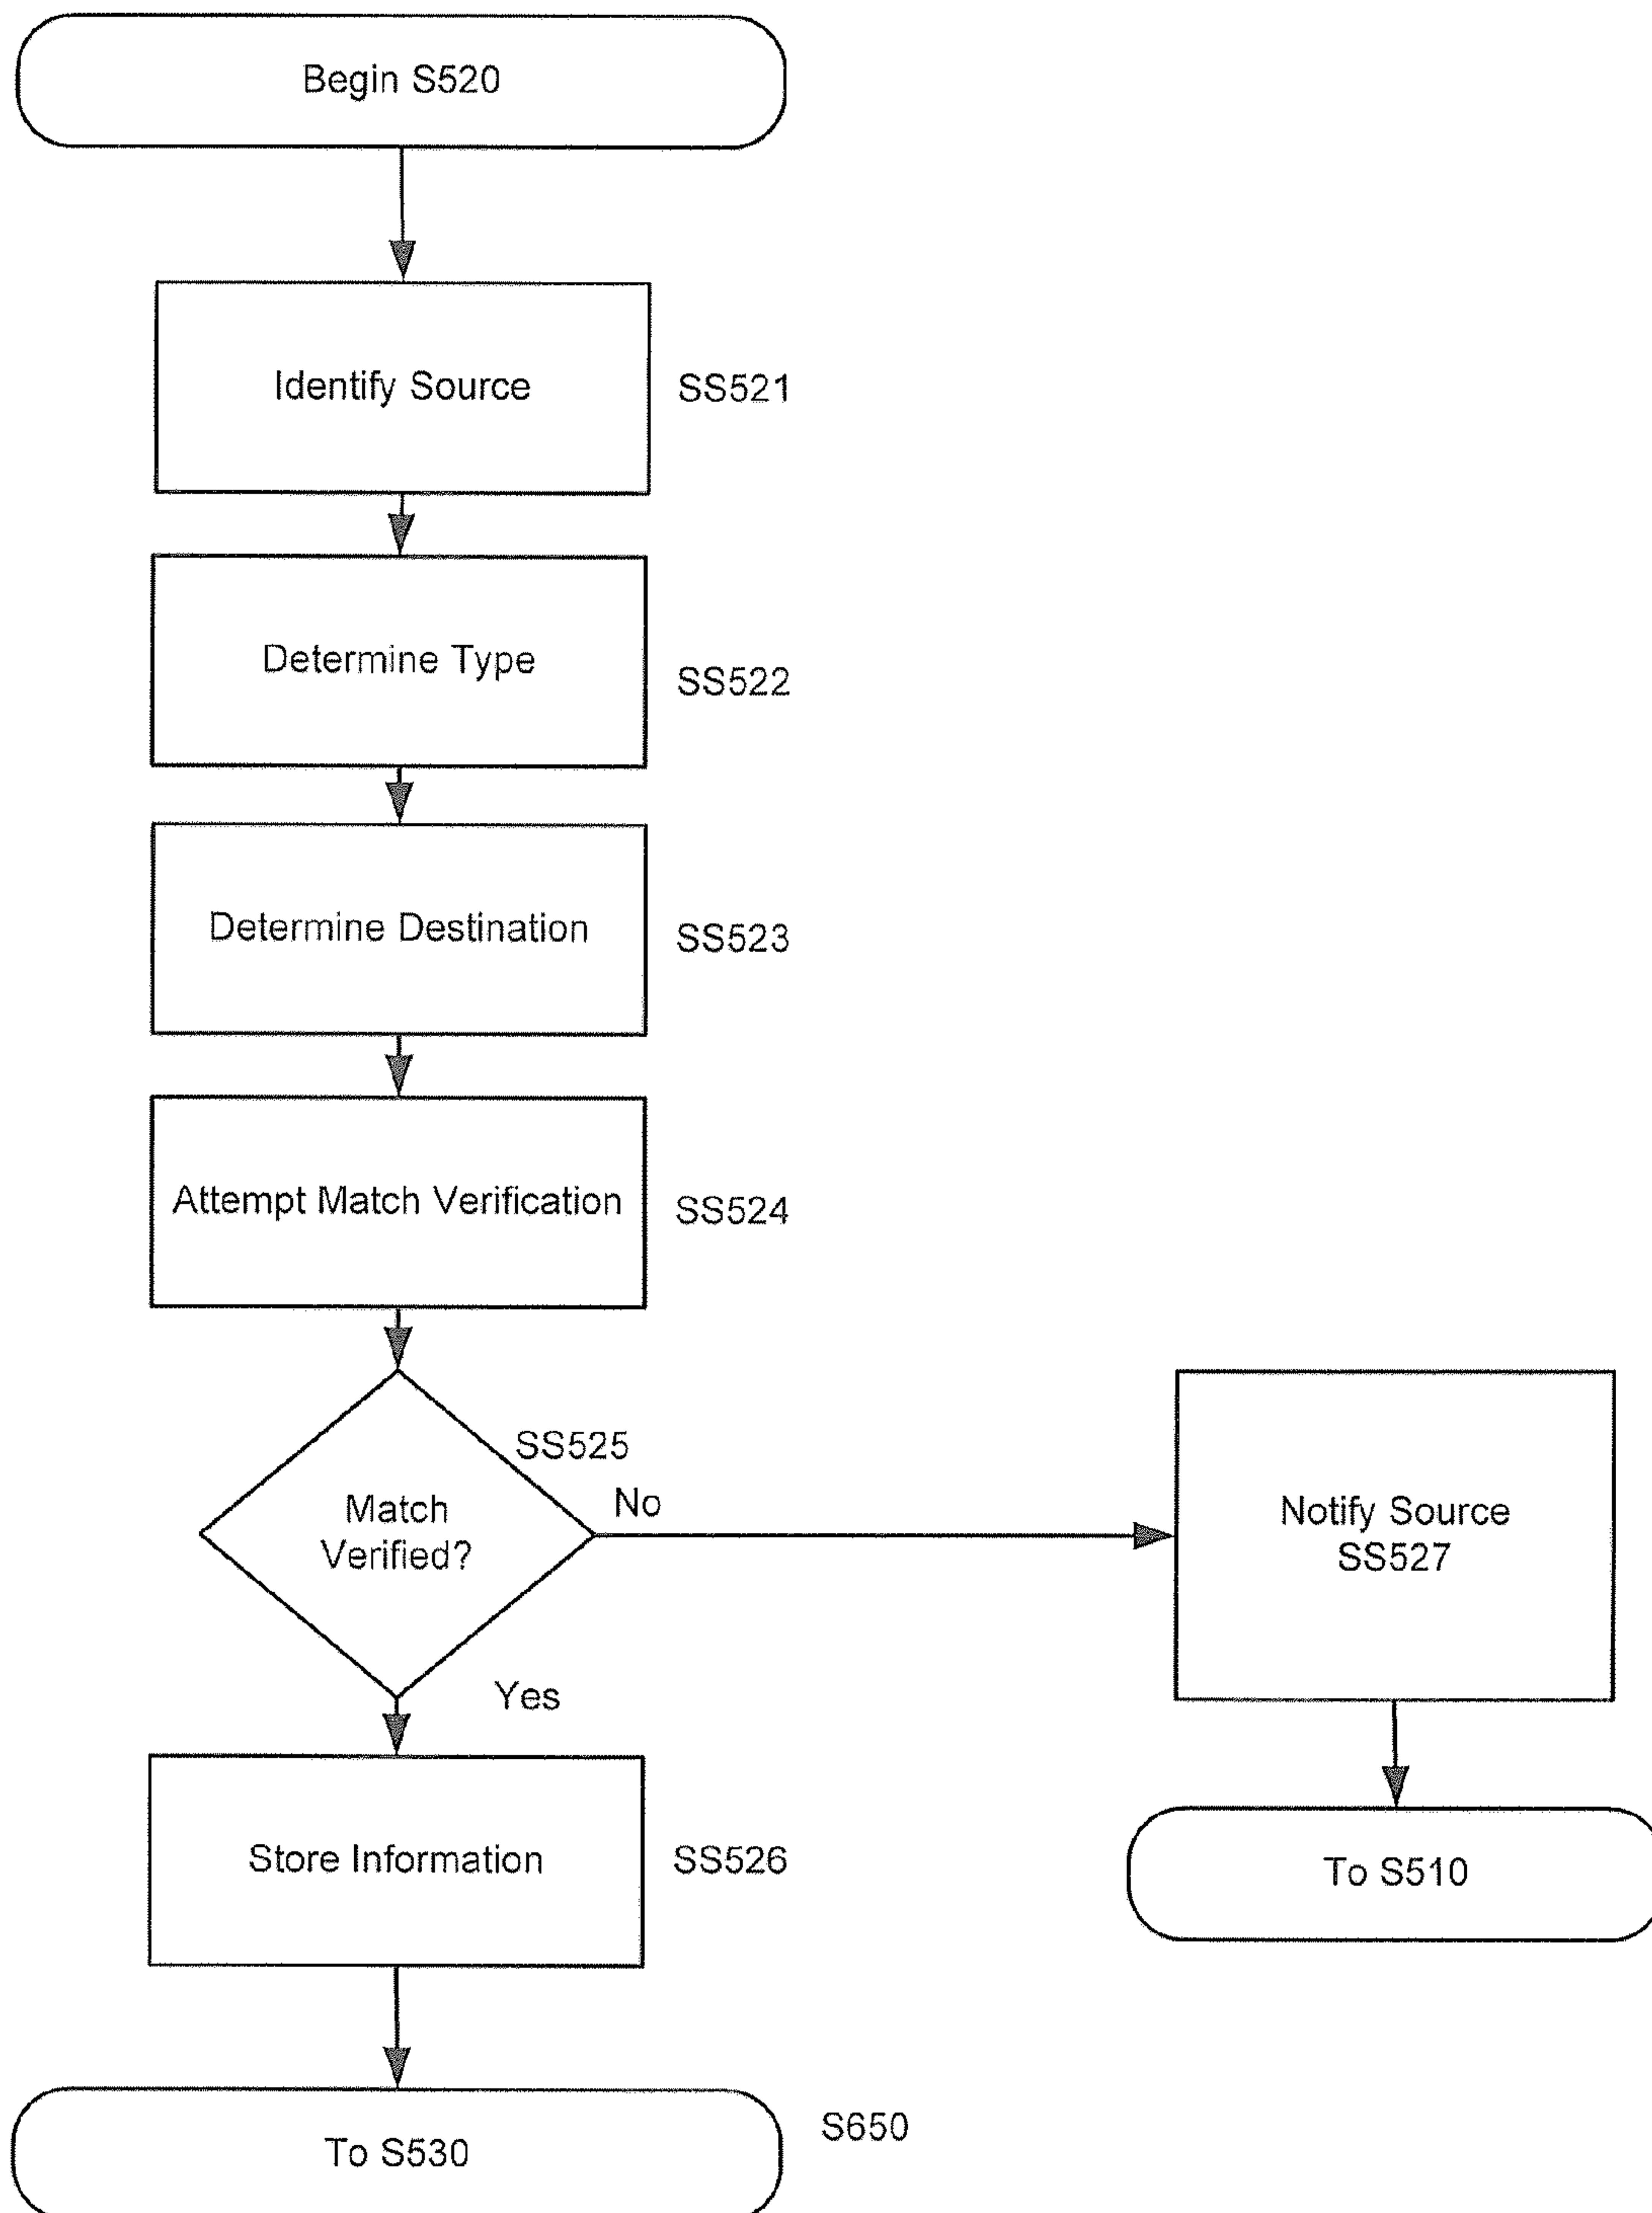 Begin S520
Identify Source
SS521
Determine Type
SS522
Determine Destination
SS523
Attempt Match Verification
SS524
SS525
Match
Verified?
No
Notify Source
SS527
Yes
Store Information
SS526
To S510
To S530
S650